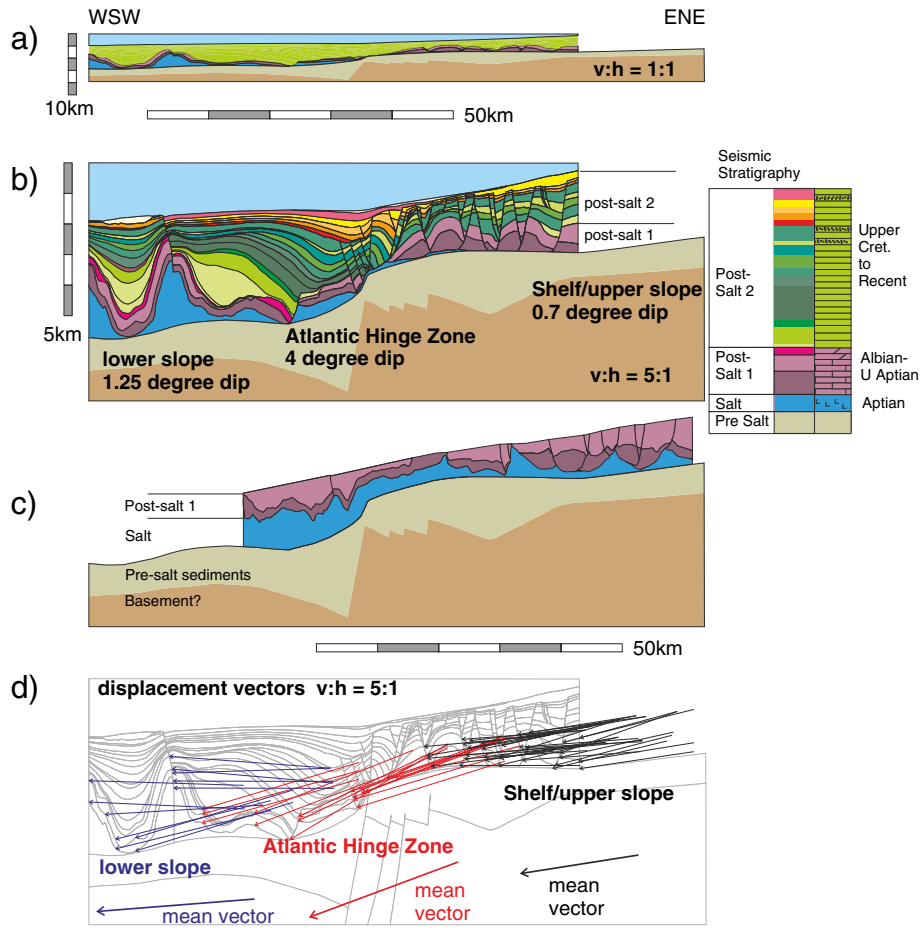 WSW
ENE
a)
v:h = 1:1
10km
50km
b)
5km
post-salt 2
post-salt 1
Shelf/upper slope
0.7 degree dip
Atlantic Hinge Zone
4 degree dip
lower slope
1.25 degree dip
v:h = 5:1
Seismic
Stratigraphy
Post-
Salt 2
Upper
Cret.
to
Recent
Post-
Salt 1
Albian-
U Aptian
Salt
Aptian
Pre Salt
c)
Post-salt 1
Salt
Pre-salt sediments
Basement?
50km
d)
displacement vectors v:h = 5:1
Shelf/upper slope
Atlantic Hinge Zone
lower slope
mean vector
mean
vector
mean
vector